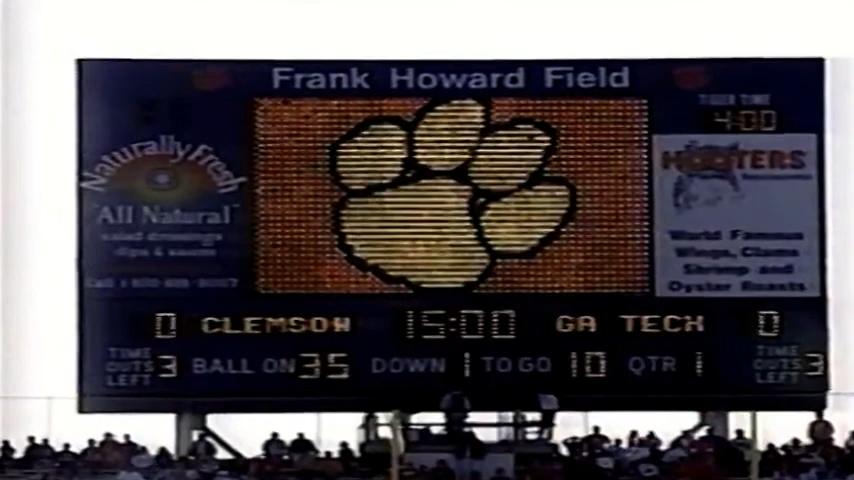 Frank Howard Field
TIGER TIME
4:00
Naturally Fresh
"All Natural"
salad dressings
dips & sauces
HOOTERS
World Famous
Wings, Clams
Shrimp and
Oyster Roasts
0 CLEMSON 15:00 GA TECH 0
TIME OUTS LEFT 3 BALL ON 35 DOWN 1 TO GO 10 QTR 1 TIME OUTS LEFT 3